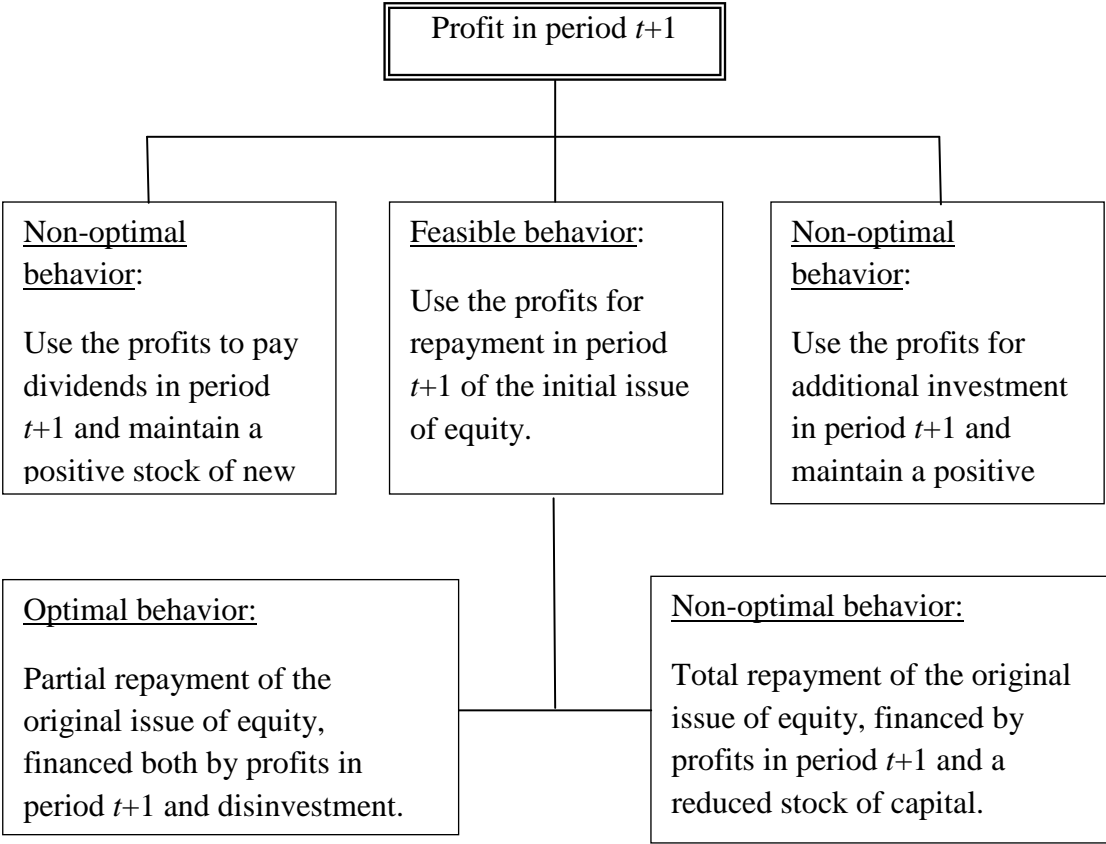 Profit in period t+1
Non-optimal
behavior:
Use the profits to pay
dividends in period
t+1 and maintain a
positive stock of new
Feasible behavior:
Use the profits for
repayment in period
t+1 of the initial issue
of equity.
Non-optimal
behavior:
Use the profits for
additional investment
in period t+1 and
maintain a positive
Optimal behavior:
Partial repayment of the
original issue of equity,
financed both by profits in
period t+1 and disinvestment.
Non-optimal behavior:
Total repayment of the original
issue of equity, financed by
profits in period t+1 and a
reduced stock of capital.